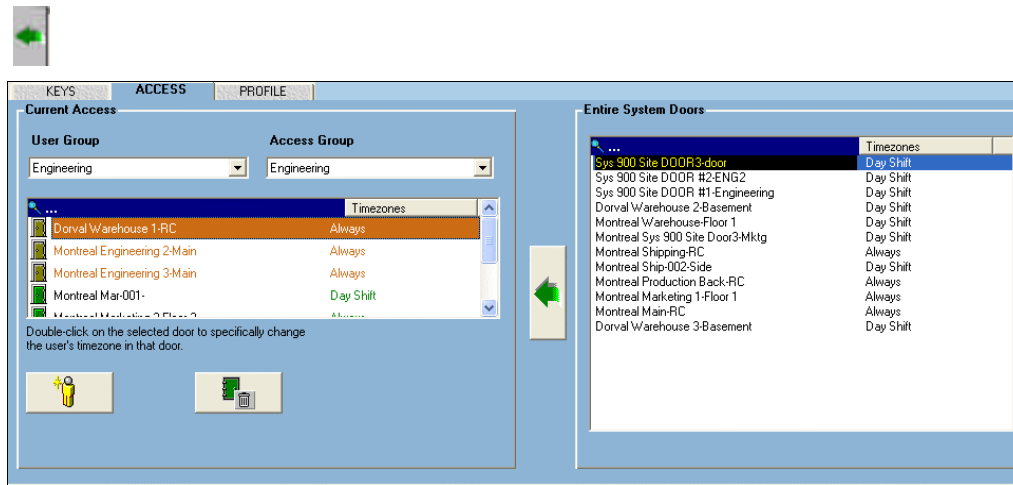 KEYS ACCESS PROFILE
Current Access
User Group Access Group
Engineering Engineering
... Timezones
Dorval Warehouse 1-RC Always
Montreal Engineering 2-Main Always
Montreal Engineering 3-Main Always
Montreal Mar-001- Day Shift
Double-click on the selected door to specifically change
the user's timezone in that door.
Entire System Doors
... Timezones
Sys 900 Site DOOR3-door Day Shift
Sys 900 Site DOOR #2-ENG2 Day Shift
Sys 900 Site DOOR #1-Engineering Day Shift
Dorval Warehouse 2-Basement Day Shift
Montreal Warehouse-Floor 1 Day Shift
Montreal Sys 900 Site Door3-Mktg Day Shift
Montreal Shipping-RC Always
Montreal Ship-002-Side Day Shift
Montreal Production Back-RC Always
Montreal Marketing 1-Floor 1 Always
Montreal Main-RC Always
Dorval Warehouse 3-Basement Day Shift